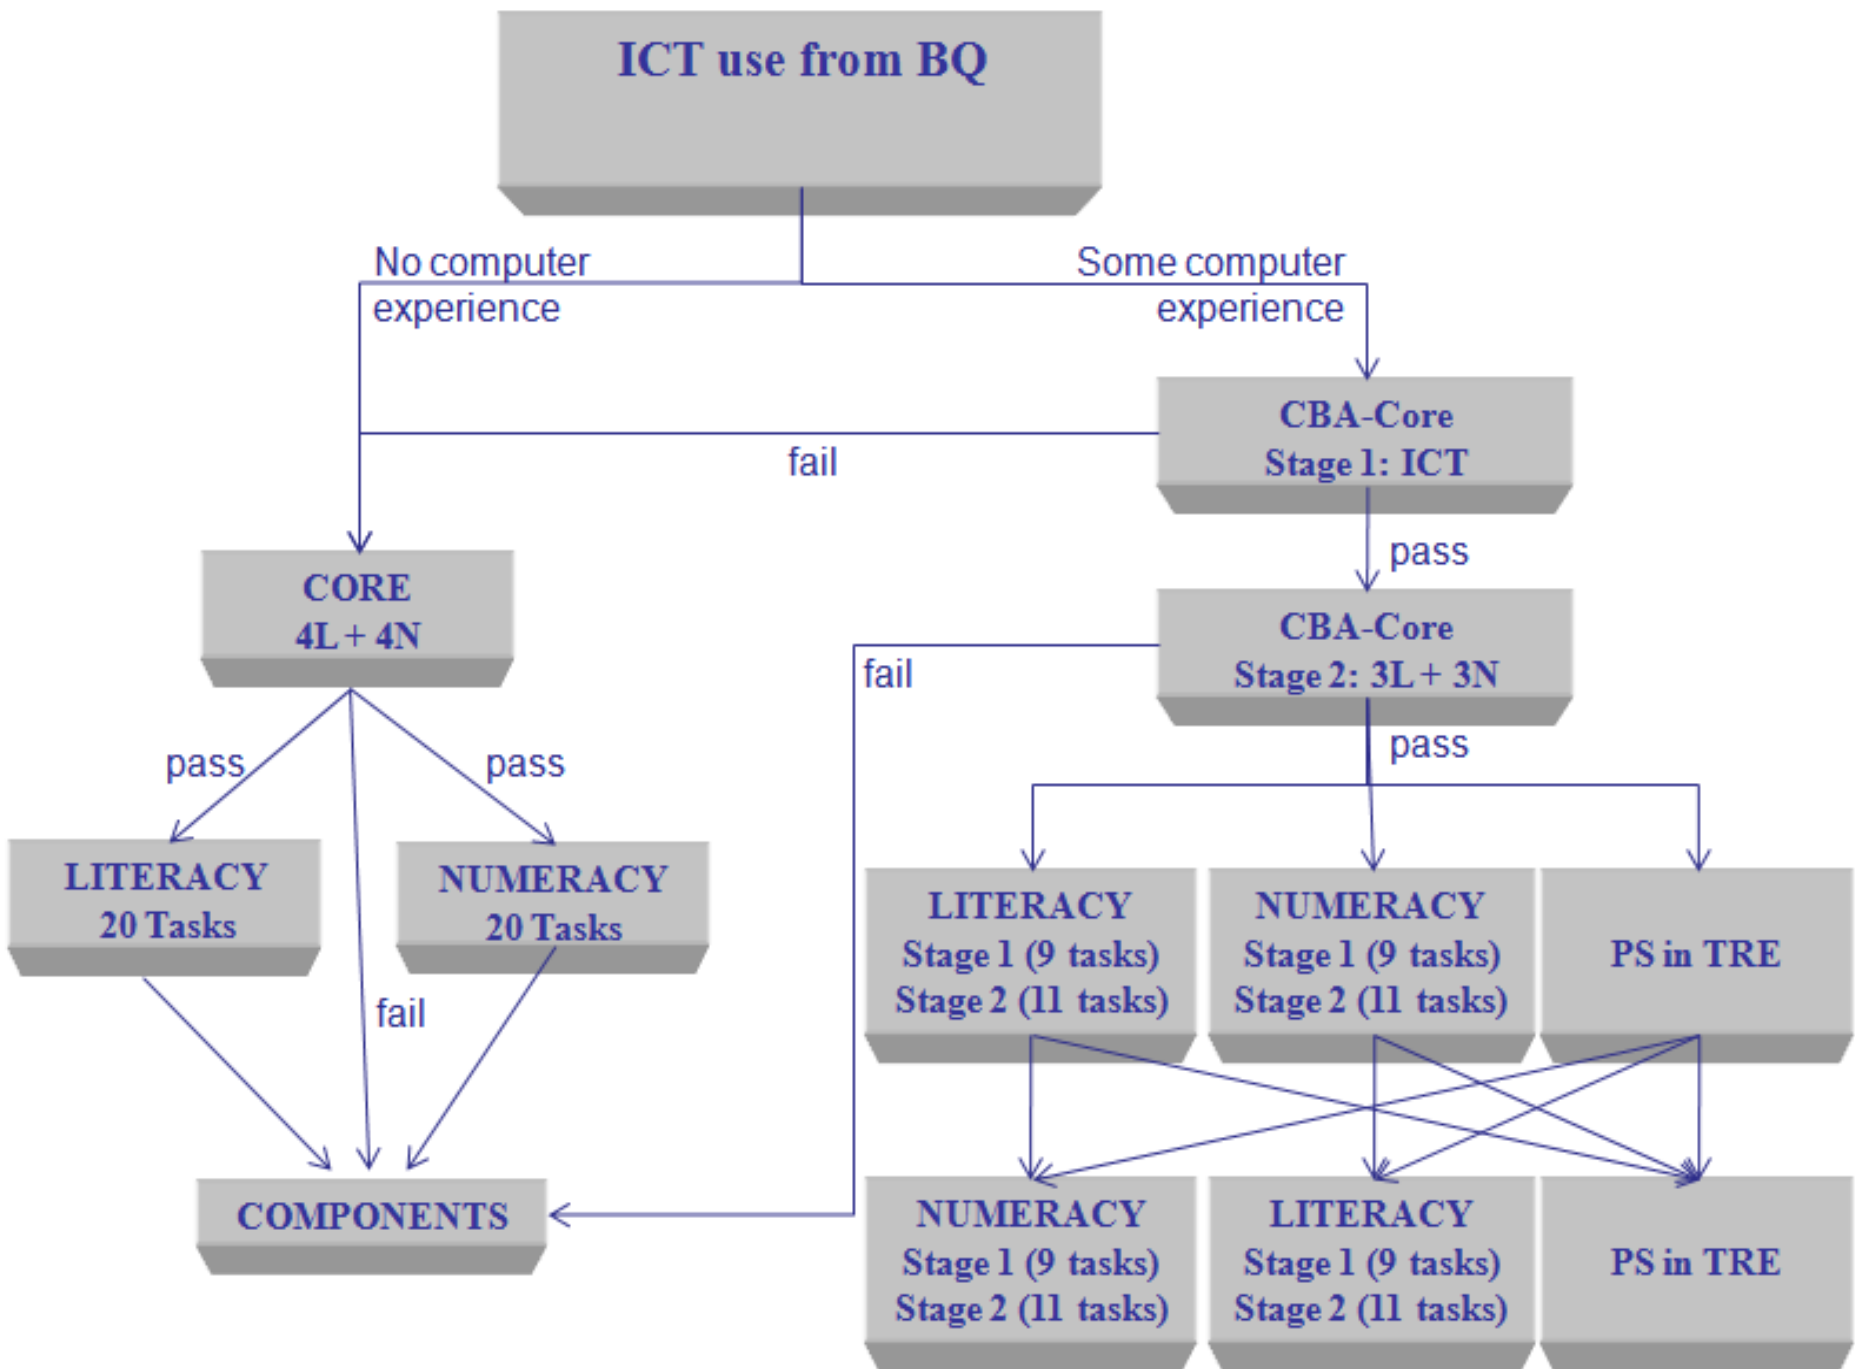 ICT use from BQ
No computer
experience
Some computer
experience
CBA-Core
Stage 1: ICT
fail
pass
CORE
4L + 4N
CBA-Core
Stage 2: 3L + 3N
fail
pass
pass
pass
LITERACY
20 Tasks
NUMERACY
20 Tasks
fail
LITERACY
Stage 1 (9 tasks)
Stage 2 (11 tasks)
NUMERACY
Stage 1 (9 tasks)
Stage 2 (11 tasks)
PS in TRE
COMPONENTS
NUMERACY
Stage 1 (9 tasks)
Stage 2 (11 tasks)
LITERACY
Stage 1 (9 tasks)
Stage 2 (11 tasks)
PS in TRE